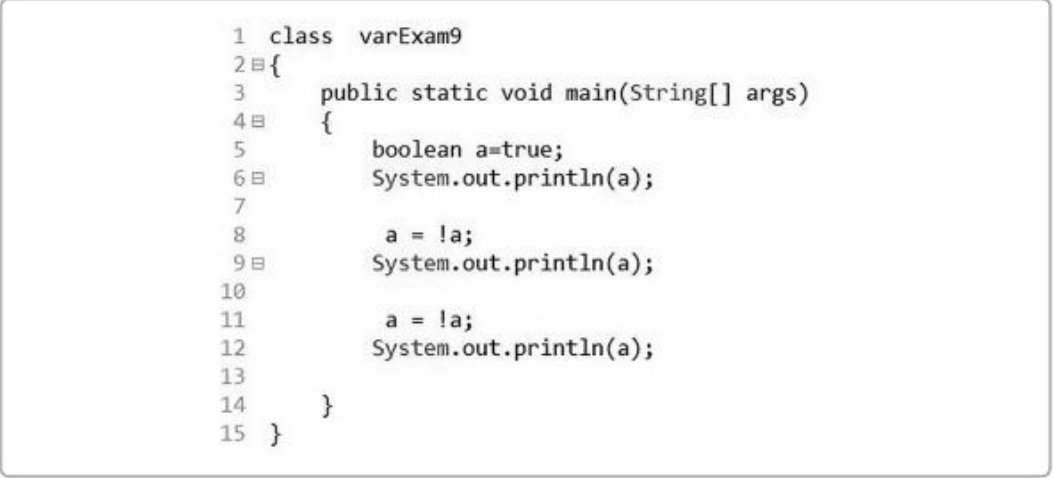 1 class  varExam9
2 {
3     public static void main(String[] args)
4     {
5         boolean a=true;
6         System.out.println(a);
7
8          a = !a;
9         System.out.println(a);
10
11          a = !a;
12         System.out.println(a);
13
14     }
15 }